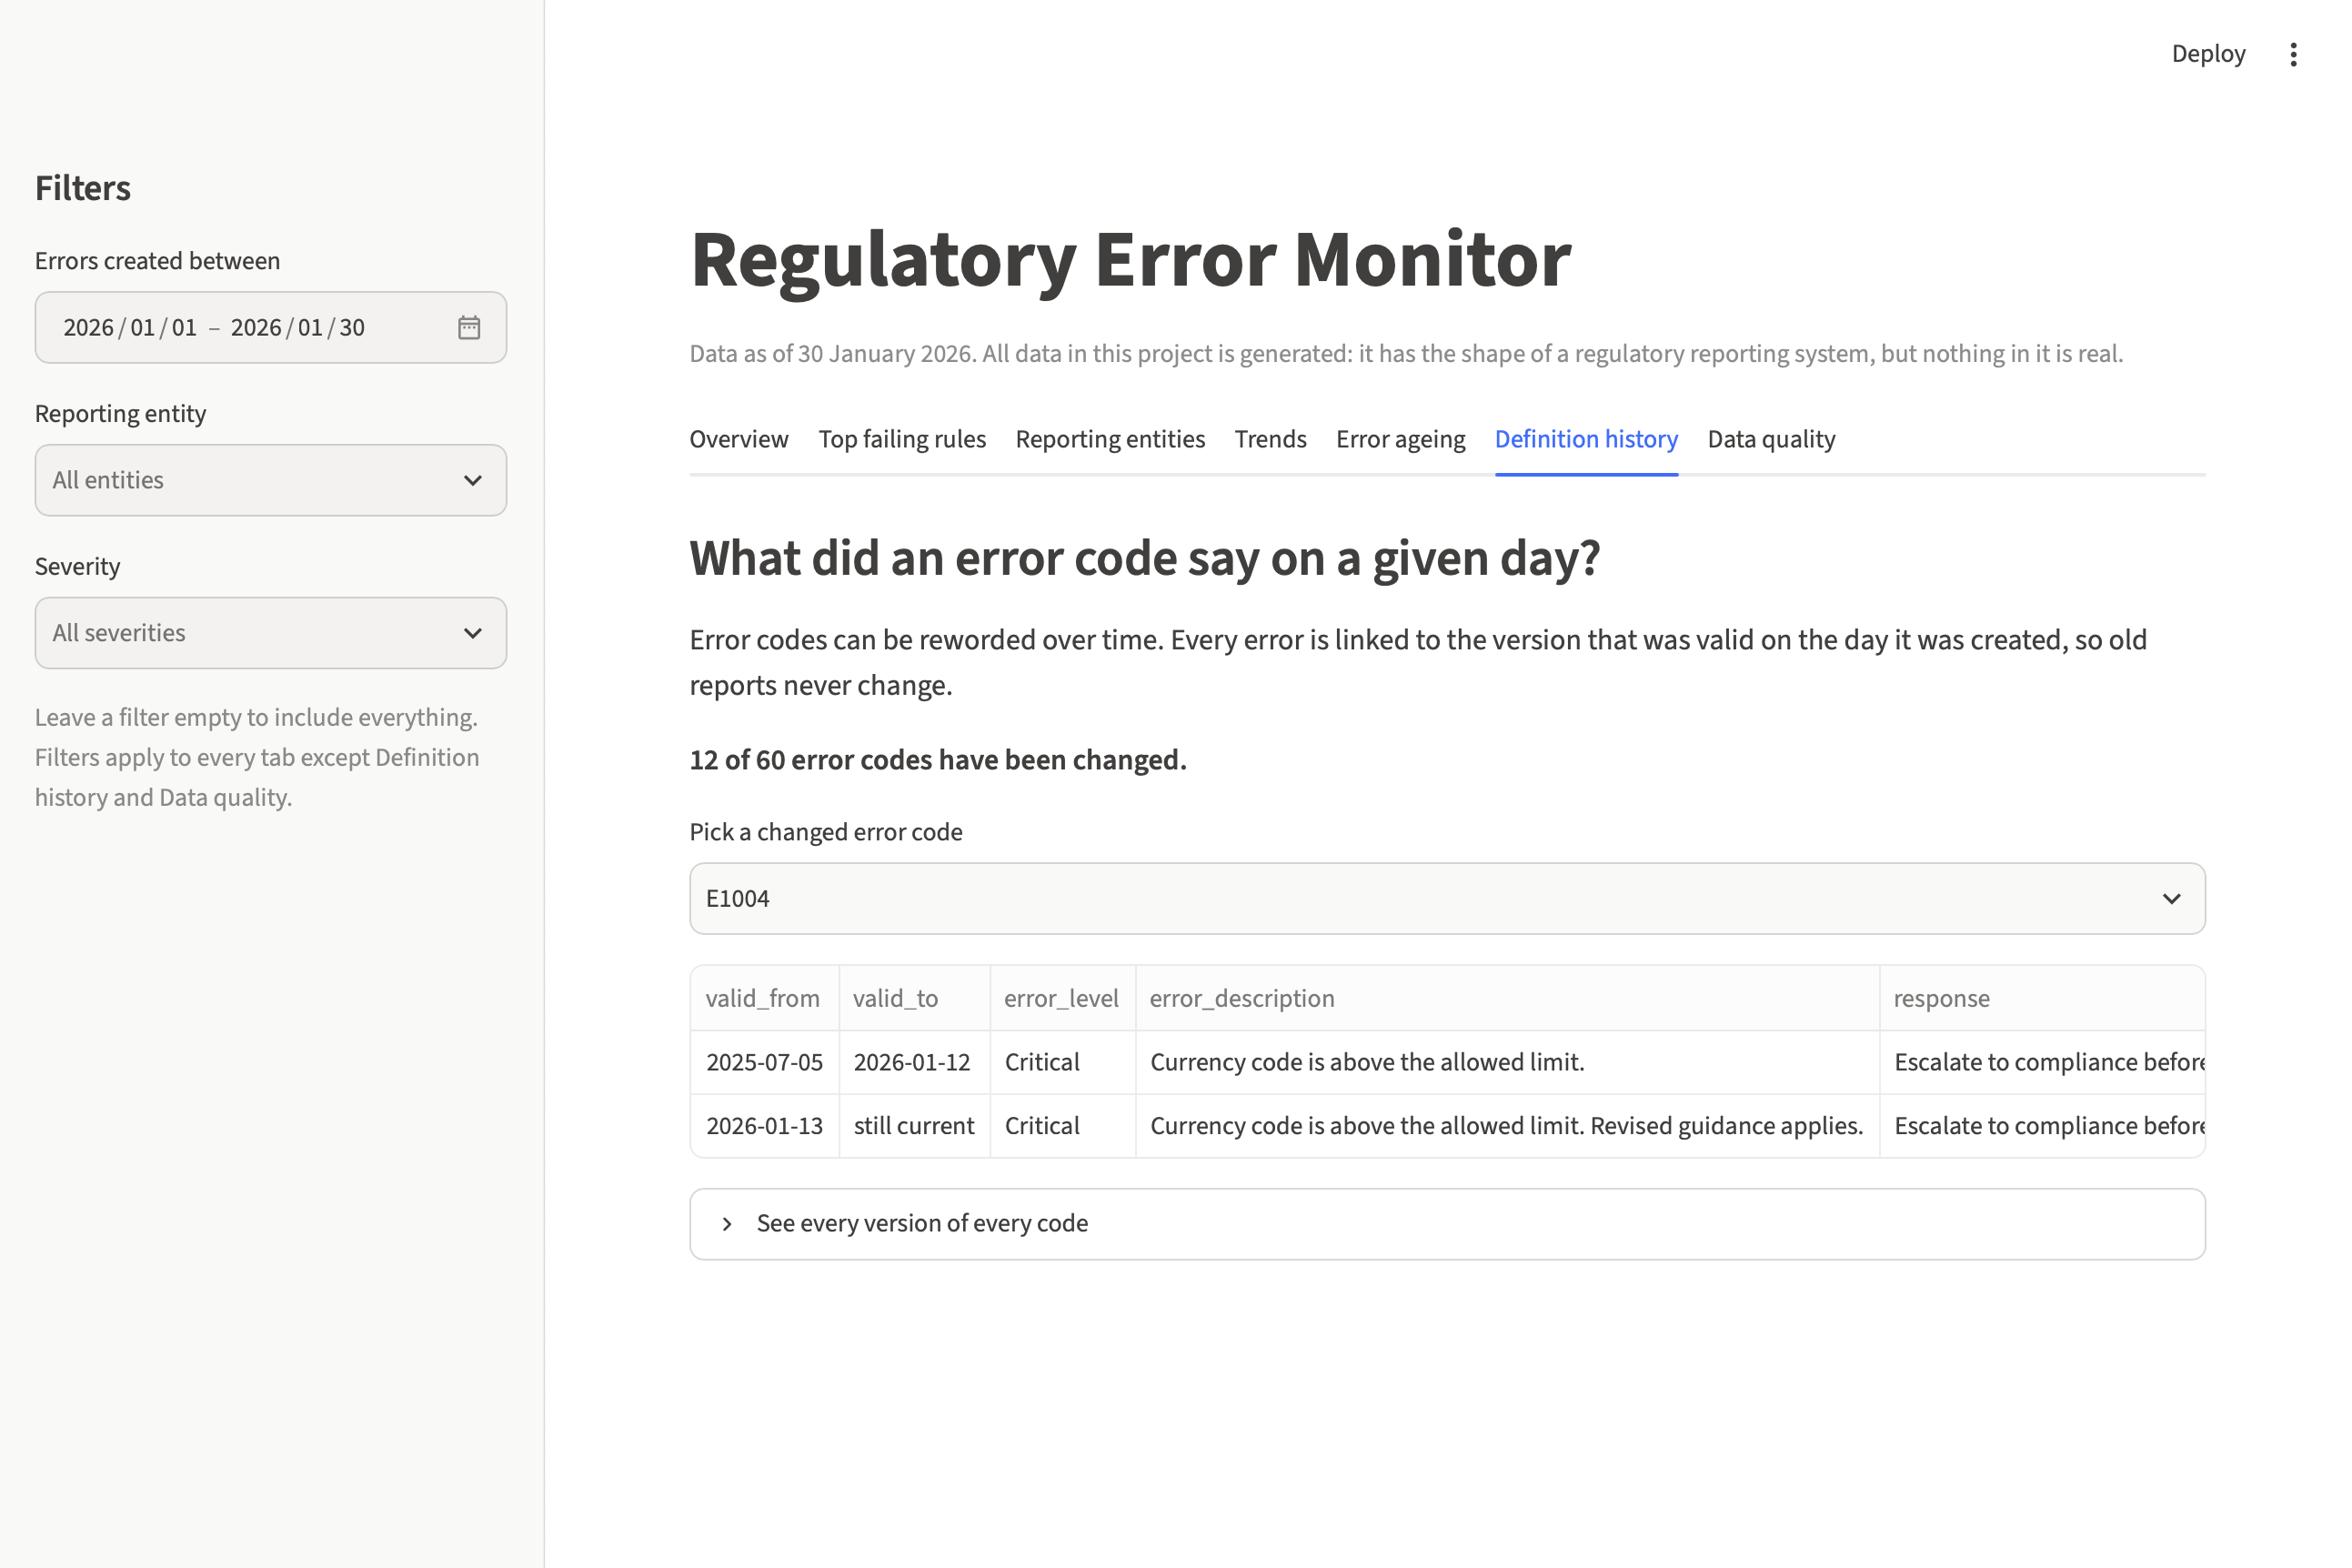 Deploy
Filters
Errors created between
2026/01/01 – 2026/01/30
Reporting entity
All entities
Severity
All severities
Leave a filter empty to include everything.
Filters apply to every tab except Definition
history and Data quality.
Regulatory Error Monitor
Data as of 30 January 2026. All data in this project is generated: it has the shape of a regulatory reporting system, but nothing in it is real.
Overview Top failing rules Reporting entities Trends Error ageing Definition history Data quality
What did an error code say on a given day?
Error codes can be reworded over time. Every error is linked to the version that was valid on the day it was created, so old
reports never change.
12 of 60 error codes have been changed.
Pick a changed error code
E1004
valid_from valid_to error_level error_description response
2025-07-05 2026-01-12 Critical Currency code is above the allowed limit. Escalate to compliance before
2026-01-13 still current Critical Currency code is above the allowed limit. Revised guidance applies. Escalate to compliance before
See every version of every code